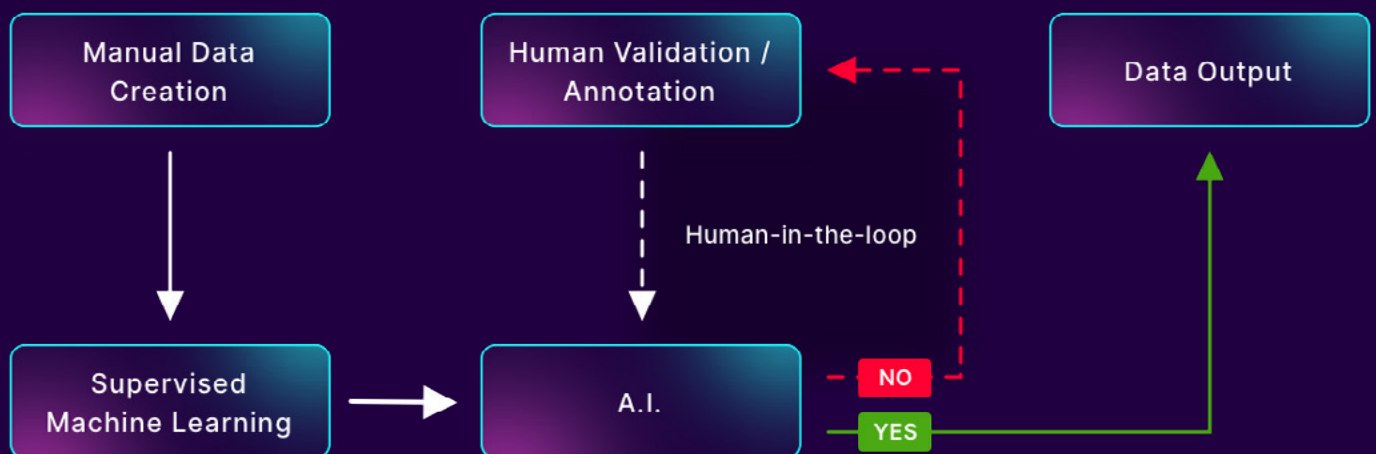 Manual Data
Creation
Human Validation /
Annotation
Data Output
Human-in-the-loop
Supervised
Machine Learning
A.I.
NO
YES